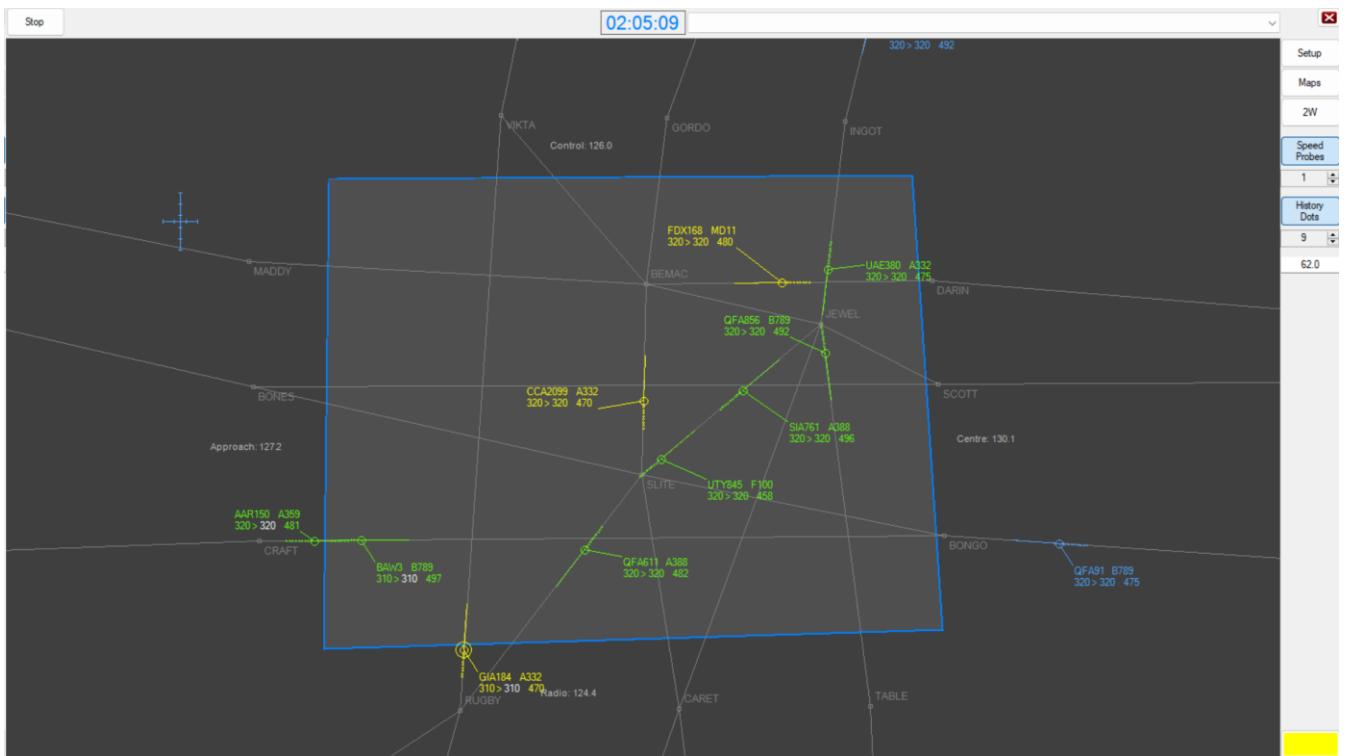 Stop
02:05:09
320 > 320 492
Setup
Maps
2W
Speed
Probes
1
History
Dots
9
62.0
VIKTA
GORDO
INGOT
Control: 126.0
FDX168 MD11
320 > 320 480
MADDY
BEMAC
UAE380 A332
320 > 320 475
DARIN
QFA856 B789
320 > 320 492
JEWEL
CCA2099 A332
320 > 320 470
BONES
SCOTT
SIA761 A388
320 > 320 496
Approach: 127.2
Centre: 130.1
SLITE
UTY845 F100
320 > 320 458
AAR150 A359
320 > 320 481
CRAFT
BONGO
BAW3 B789
310 > 310 497
QFA611 A388
320 > 320 482
QFA91 B789
320 > 320 475
GIA184 A332
310 > 310 470
Radio: 124.4
RUGBY
CARET
TABLE